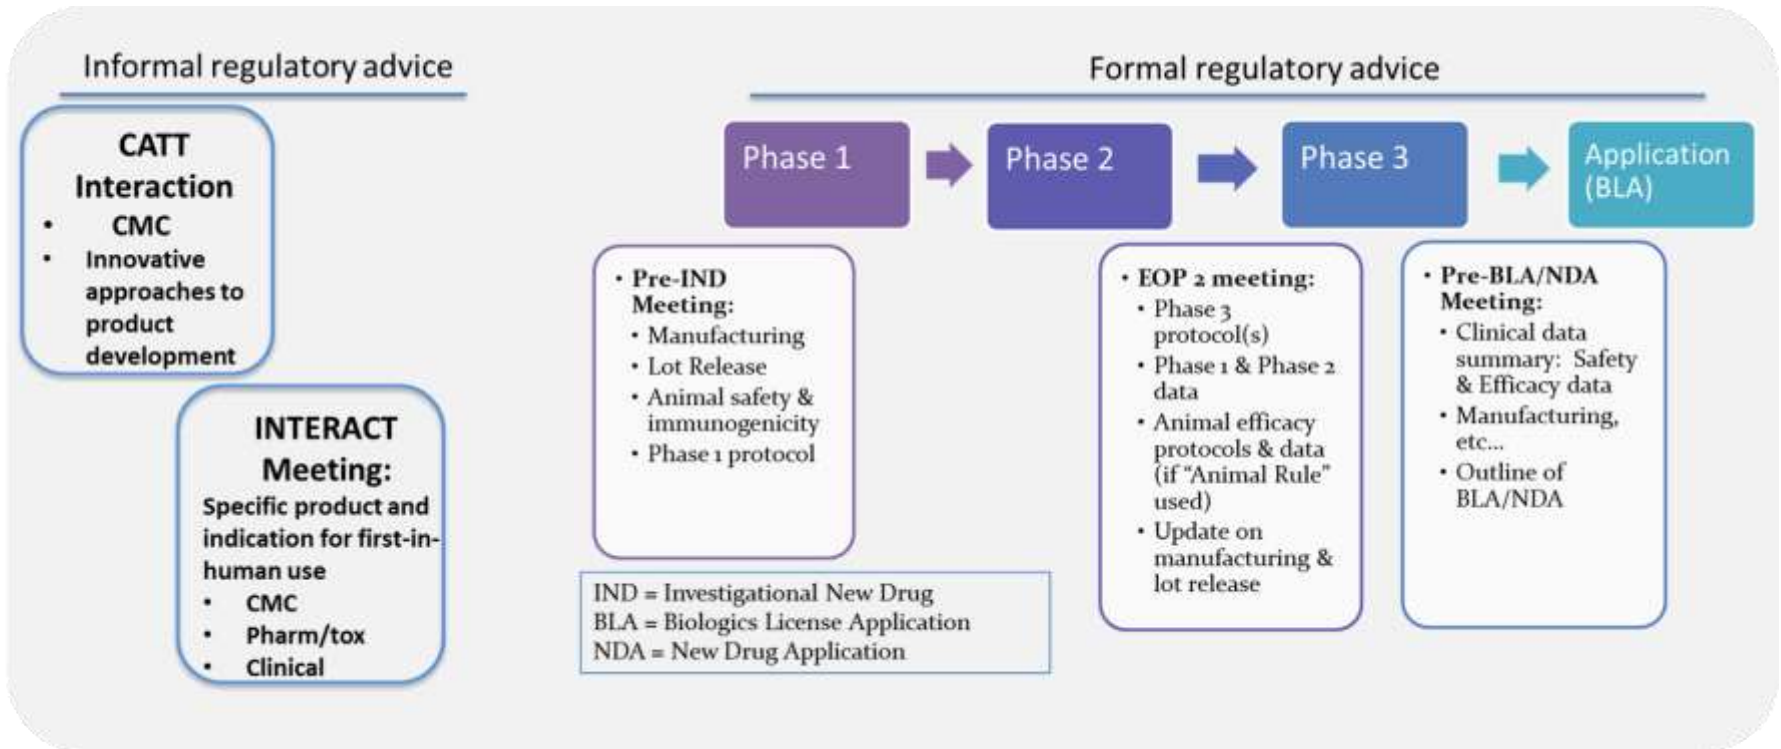 Informal regulatory advice
CATT
Interaction
• CMC
• Innovative
approaches to
product
development
INTERACT
Meeting:
Specific product and
indication for first-in-
human use
• CMC
• Pharm/tox
• Clinical
Formal regulatory advice
Phase 1
Phase 2
Phase 3
Application
(BLA)
• Pre-IND
Meeting:
• Manufacturing
• Lot Release
• Animal safety &
immunogenicity
• Phase 1 protocol
• EOP 2 meeting:
• Phase 3
protocol(s)
• Phase 1 & Phase 2
data
• Animal efficacy
protocols & data
(if “Animal Rule”
used)
• Update on
manufacturing &
lot release
• Pre-BLA/NDA
Meeting:
• Clinical data
summary: Safety
& Efficacy data
• Manufacturing,
etc...
• Outline of
BLA/NDA
IND = Investigational New Drug
BLA = Biologics License Application
NDA = New Drug Application